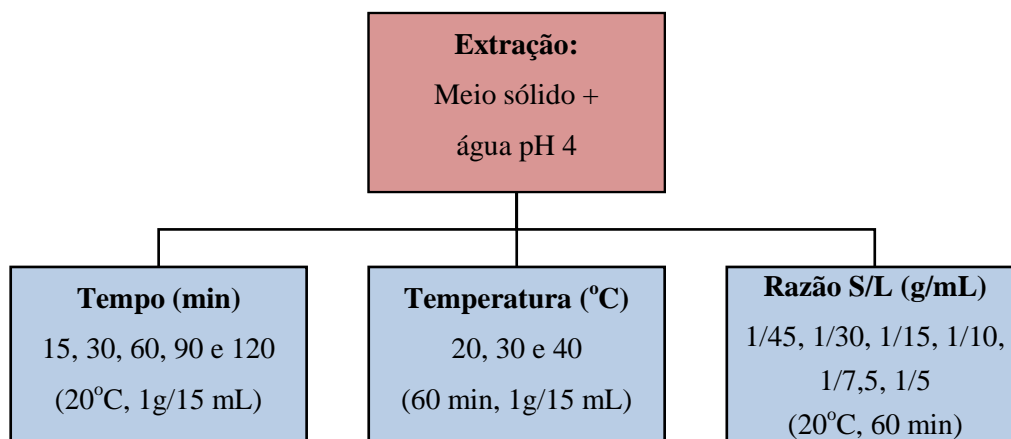 Extração:
Meio sólido +
água pH 4
Tempo (min)
15, 30, 60, 90 e 120
(20°C, 1g/15 mL)
Temperatura (°C)
20, 30 e 40
(60 min, 1g/15 mL)
Razão S/L (g/mL)
1/45, 1/30, 1/15, 1/10,
1/7,5, 1/5
(20°C, 60 min)